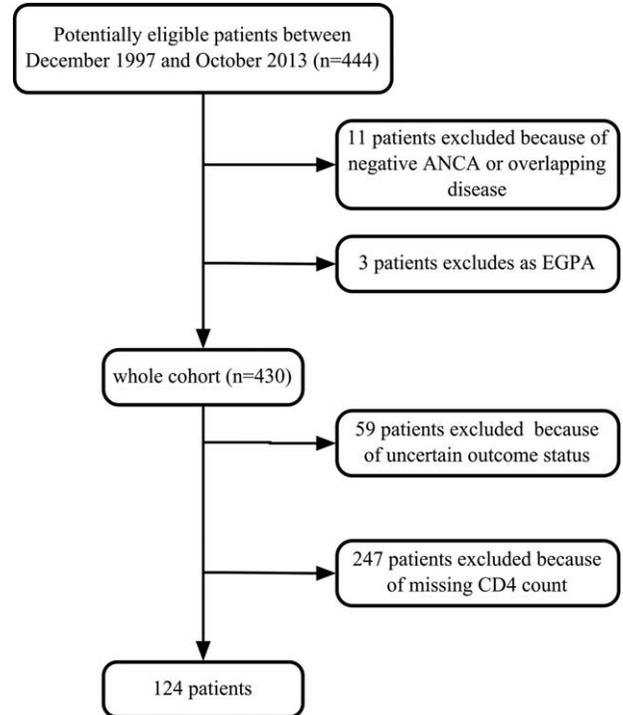 Potentially eligible patients between
December 1997 and October 2013 (n=444)
11 patients excluded because of
negative ANCA or overlapping
disease
3 patients excludes as EGPA
whole cohort (n=430)
59 patients excluded because
of uncertain outcome status
247 patients excluded because
of missing CD4 count
124 patients